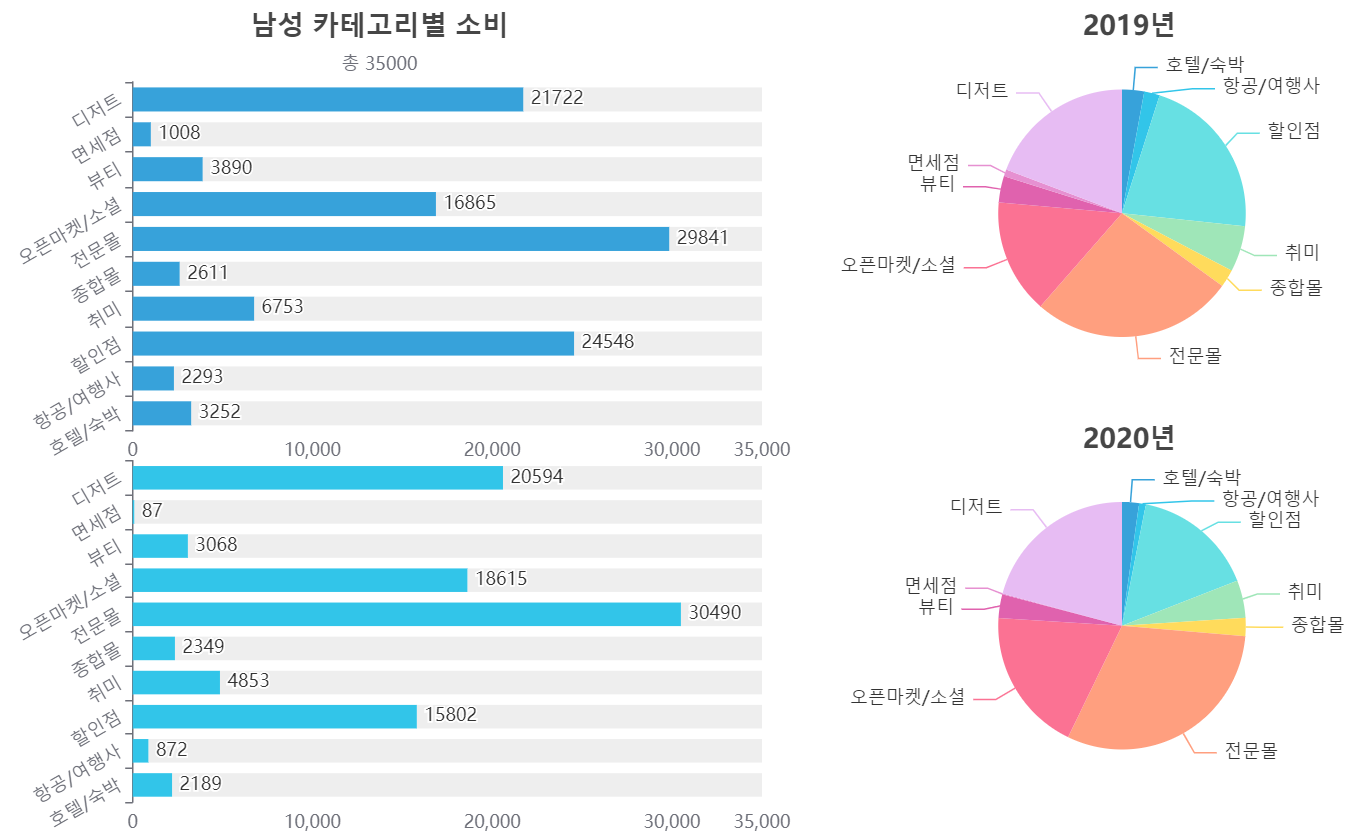 남성 카테고리별 소비
총 35000
디저트
21722
면세점
1008
뷰티
3890
오픈마켓/소셜
16865
전문몰
29841
종합몰
2611
취미
6753
할인점
24548
항공/여행사
2293
호텔/숙박
3252
0
10,000
20,000
30,000
35,000
디저트
20594
면세점
87
뷰티
3068
오픈마켓/소셜
18615
전문몰
30490
종합몰
2349
취미
4853
할인점
15802
항공/여행사
872
호텔/숙박
2189
0
10,000
20,000
30,000
35,000
2019년
호텔/숙박
항공/여행사
할인점
취미
종합몰
전문몰
오픈마켓/소셜
뷰티
면세점
디저트
2020년
호텔/숙박
항공/여행사
할인점
취미
종합몰
전문몰
오픈마켓/소셜
뷰티
면세점
디저트